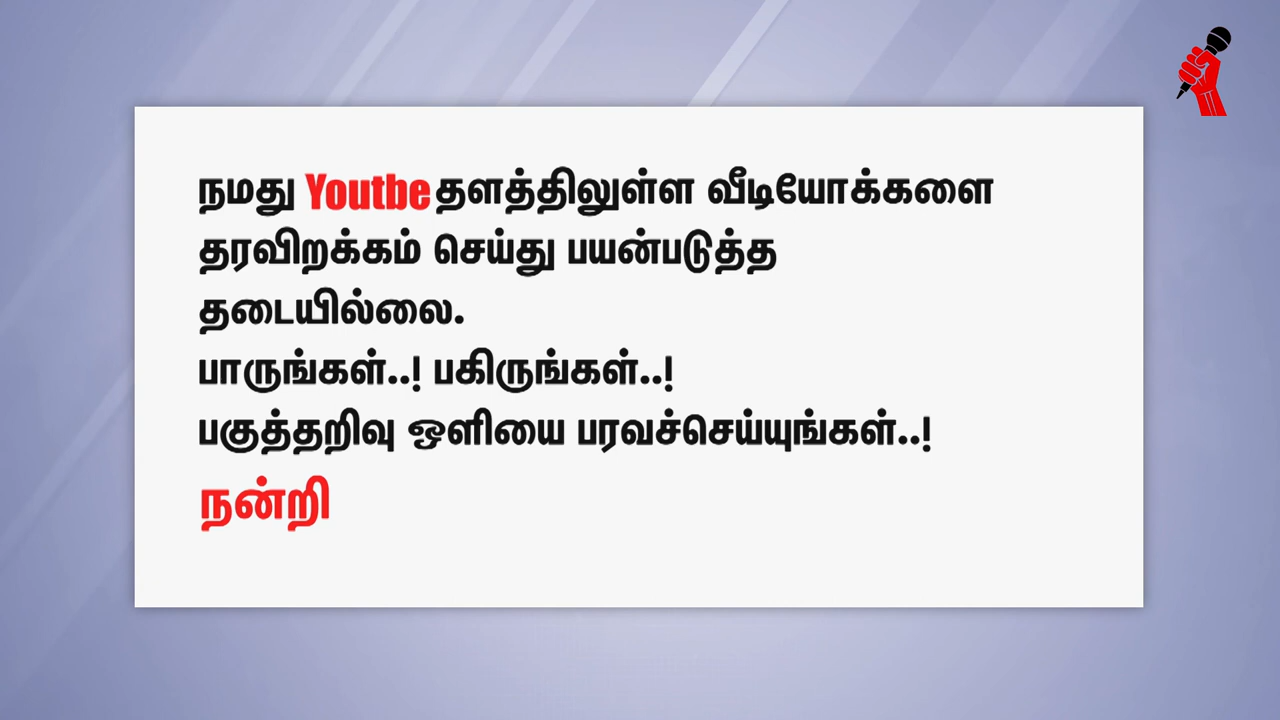 நமது Youtbe தளத்திலுள்ள வீடியோக்களை
தரவிறக்கம் செய்து பயன்படுத்த
தடையில்லை.
பாருங்கள்..! பகிருங்கள்..!
பகுத்தறிவு ஒளியை பரவச்செய்யுங்கள்..!
நன்றி